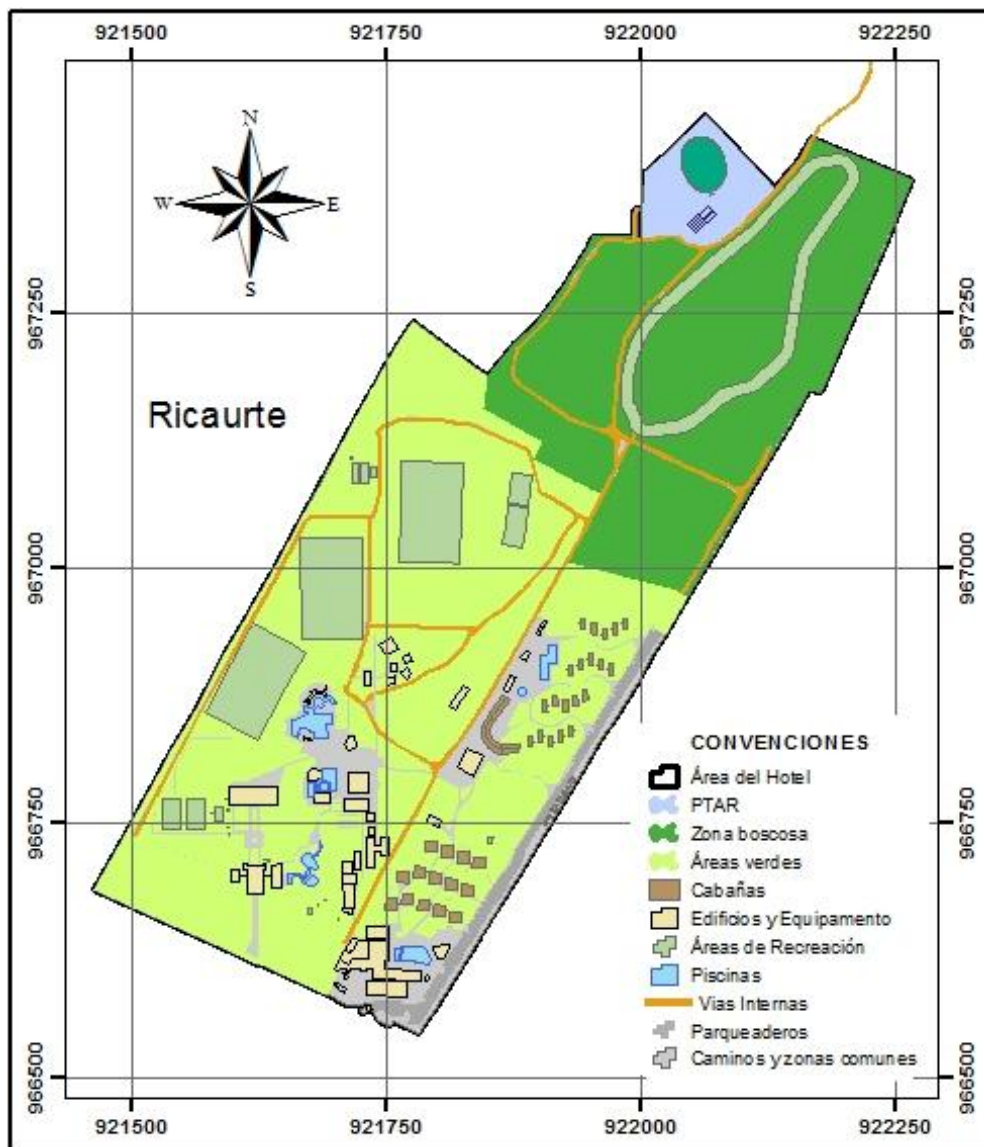 921500 921750 922000 922250
N
W E
S
967250 967250
Ricaurte
967000 967000
CONVENCIONES
Área del Hotel
PTAR
966750 966750
Zona boscosa
Áreas verdes
Cabañas
Edificios y Equipamento
Áreas de Recreación
Piscinas
Vias Internas
Parqueaderos
Caminos y zonas comunes
966500 966500
921500 921750 922000 922250